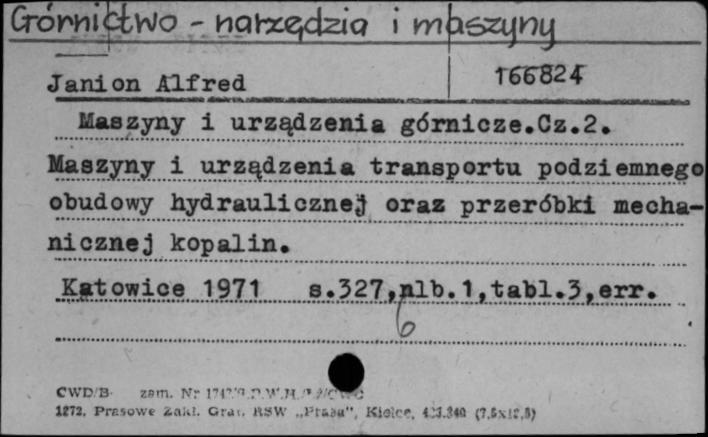 Górnictwo - narzędzia i maszyny
Janion Alfred 166824
Maszyny i urządzenia górnicze.Cz.2.
Maszyny i urządzenia transportu podziemnego
obudowy hydraulicznej oraz przeróbki mecha-
nicznej kopalin.
Katowice 1971 s.327,nlb.1,tabl.3,err.
6
CWD/B- zam. Nr
1272. Prasowe Zakł. Graf. RSW „Prasa", Kielce,